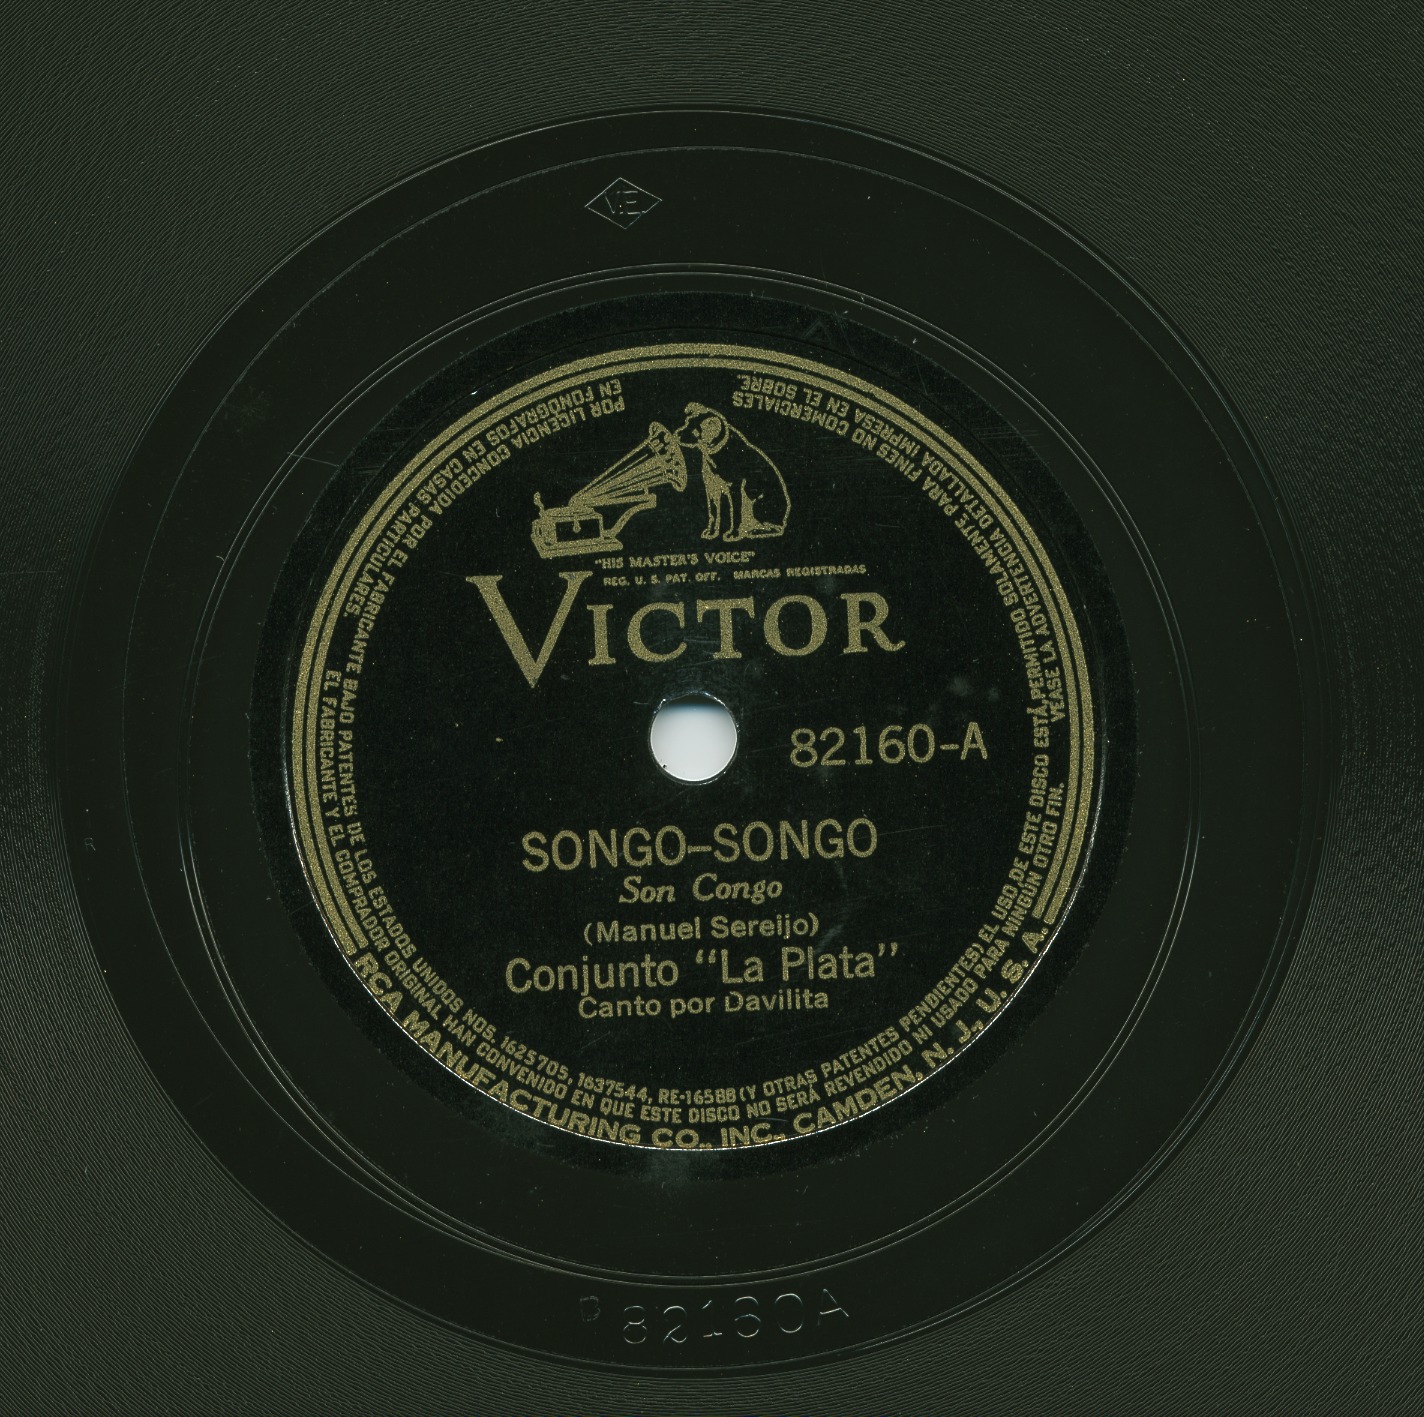 V.E.
"HIS MASTER'S VOICE"
REG. U. S. PAT. OFF. MARCAS REGISTRADAS
VICTOR
82160-A
SONGO-SONGO
Son Congo
(Manuel Sereijo)
Conjunto "La Plata"
Canto por Davilita
POR LICENCIA CONCEDIDA POR EL FABRICANTE BAJO PATENTES DE LOS ESTADOS UNIDOS NOS. 1625705, 1637544, RE-16588 (Y OTRAS PATENTES PENDIENTES) EL USO DE ESTE DISCO ESTÁ PERMITIDO SOLAMENTE PARA FINES NO COMERCIALES
EN FONOGRAFOS EN CASAS PARTICULARES. EL FABRICANTE Y EL COMPRADOR ORIGINAL HAN CONVENIDO EN QUE ESTE DISCO NO SERÁ REVENDIDO NI USADO PARA NINGUN OTRO FIN. VEASE LA ADVERTENCIA DETALLADA IMPRESA EN EL SOBRE.
RCA MANUFACTURING CO., INC., CAMDEN, N. J., U. S. A.
R
B 82160A